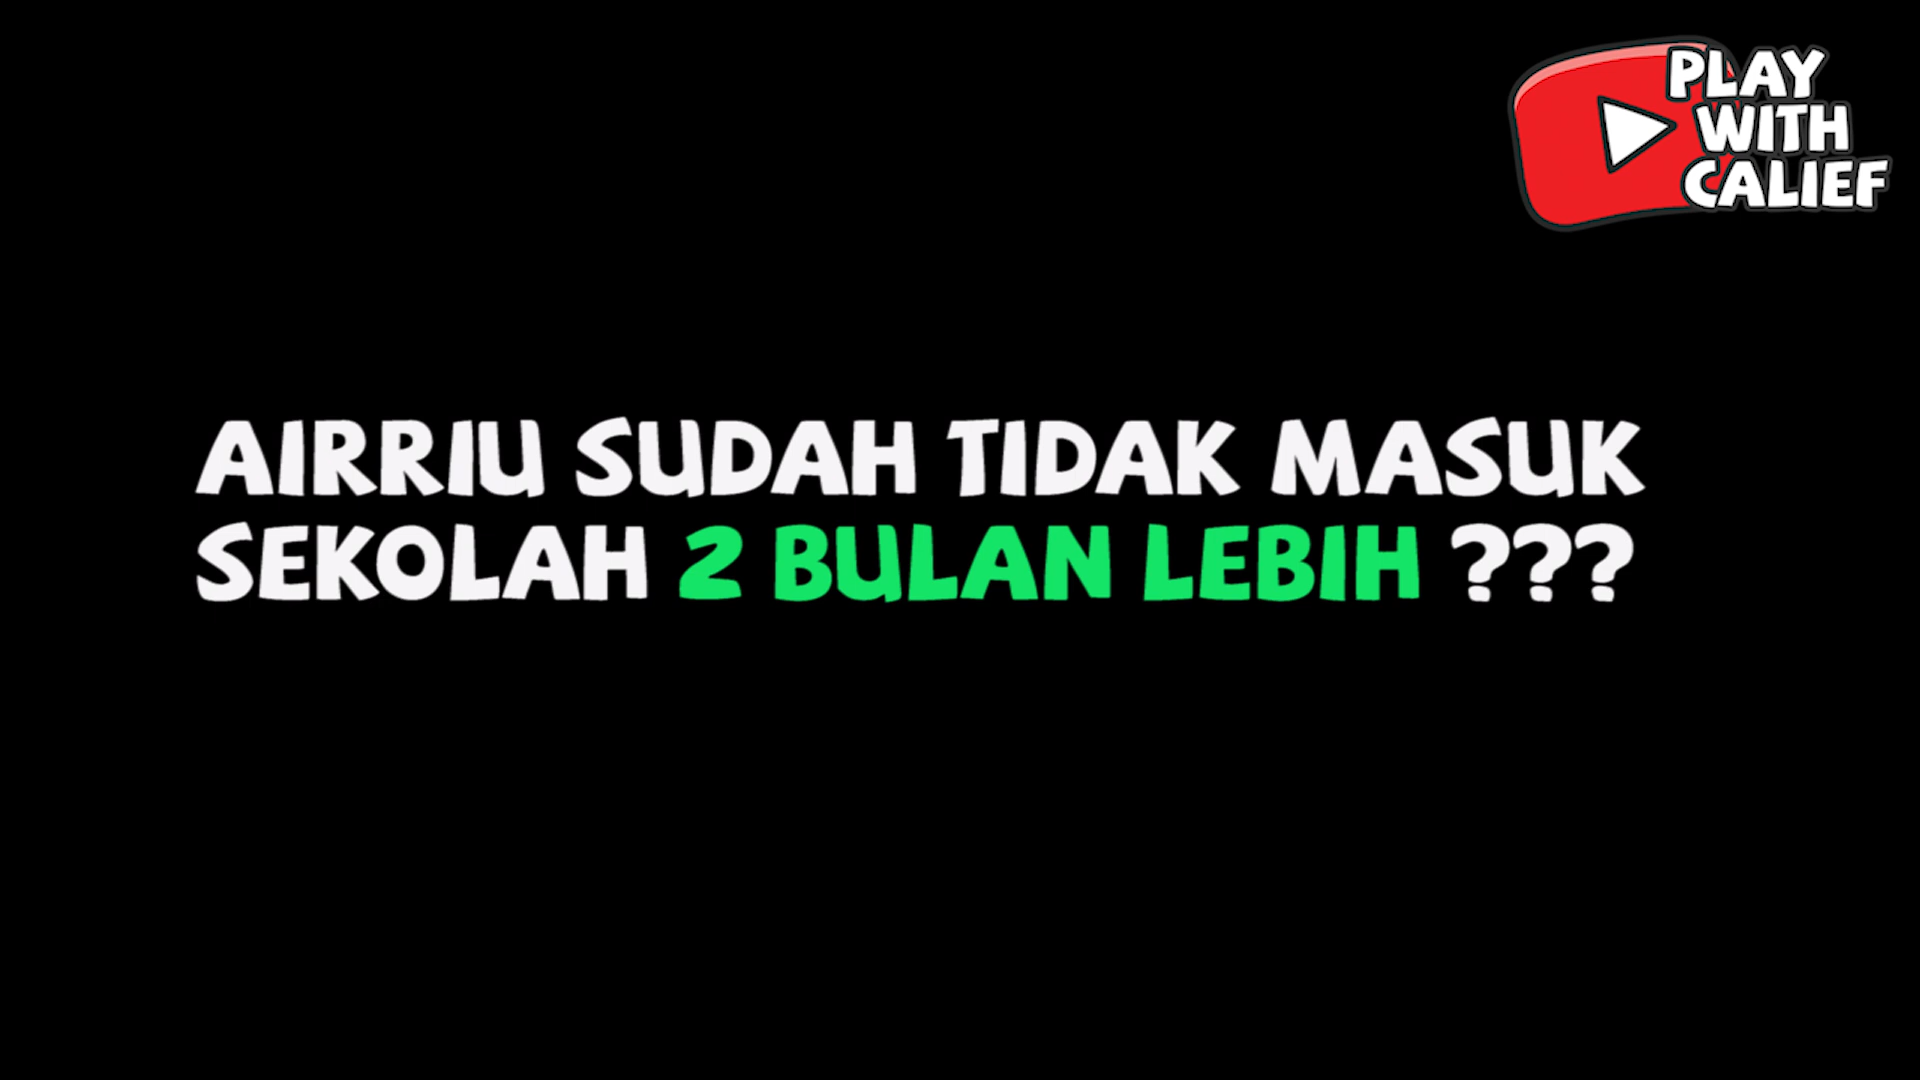 PLAY
WITH
CALIEF
AIRRIU SUDAH TIDAK MASUK
SEKOLAH 2 BULAN LEBIH ???